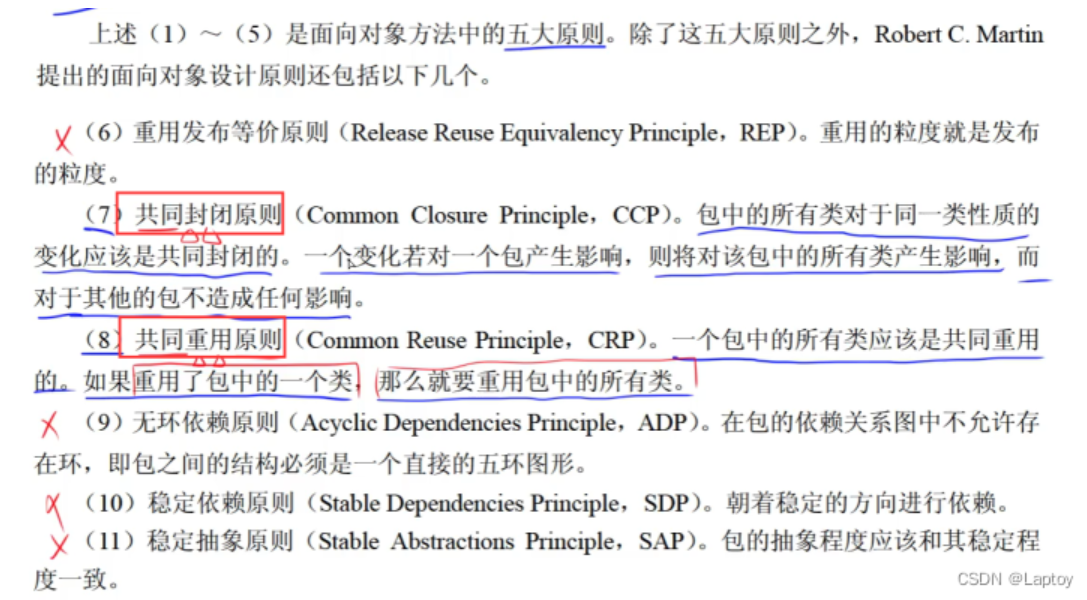 上述（1）～（5）是面向对象方法中的五大原则。除了这五大原则之外，Robert C. Martin
提出的面向对象设计原则还包括以下几个。
（6）重用发布等价原则（Release Reuse Equivalency Principle，REP）。重用的粒度就是发布
的粒度。
（7）共同封闭原则（Common Closure Principle，CCP）。包中的所有类对于同一类性质的
变化应该是共同封闭的。一个变化若对一个包产生影响，则将对该包中的所有类产生影响，而
对于其他的包不造成任何影响。
（8）共同重用原则（Common Reuse Principle，CRP）。一个包中的所有类应该是共同重用
的。如果重用了包中的一个类，那么就要重用包中的所有类。
（9）无环依赖原则（Acyclic Dependencies Principle，ADP）。在包的依赖关系图中不允许存
在环，即包之间的结构必须是一个直接的五环图形。
（10）稳定依赖原则（Stable Dependencies Principle，SDP）。朝着稳定的方向进行依赖。
（11）稳定抽象原则（Stable Abstractions Principle，SAP）。包的抽象程度应该和其稳定程
度一致。
CSDN @Laptoy